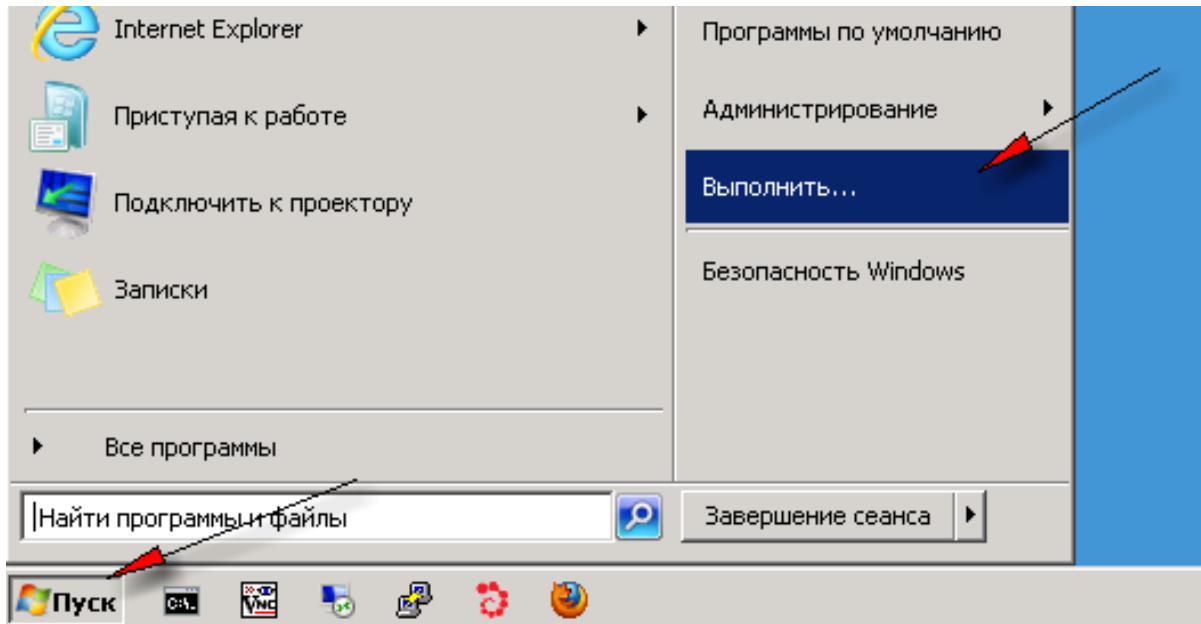 Internet Explorer
Приступая к работе
Подключить к проектору
Записки
Все программы
Найти программы и файлы
Программы по умолчанию
Администрирование
Выполнить...
Безопасность Windows
Завершение сеанса
Пуск
C:\.
VNC